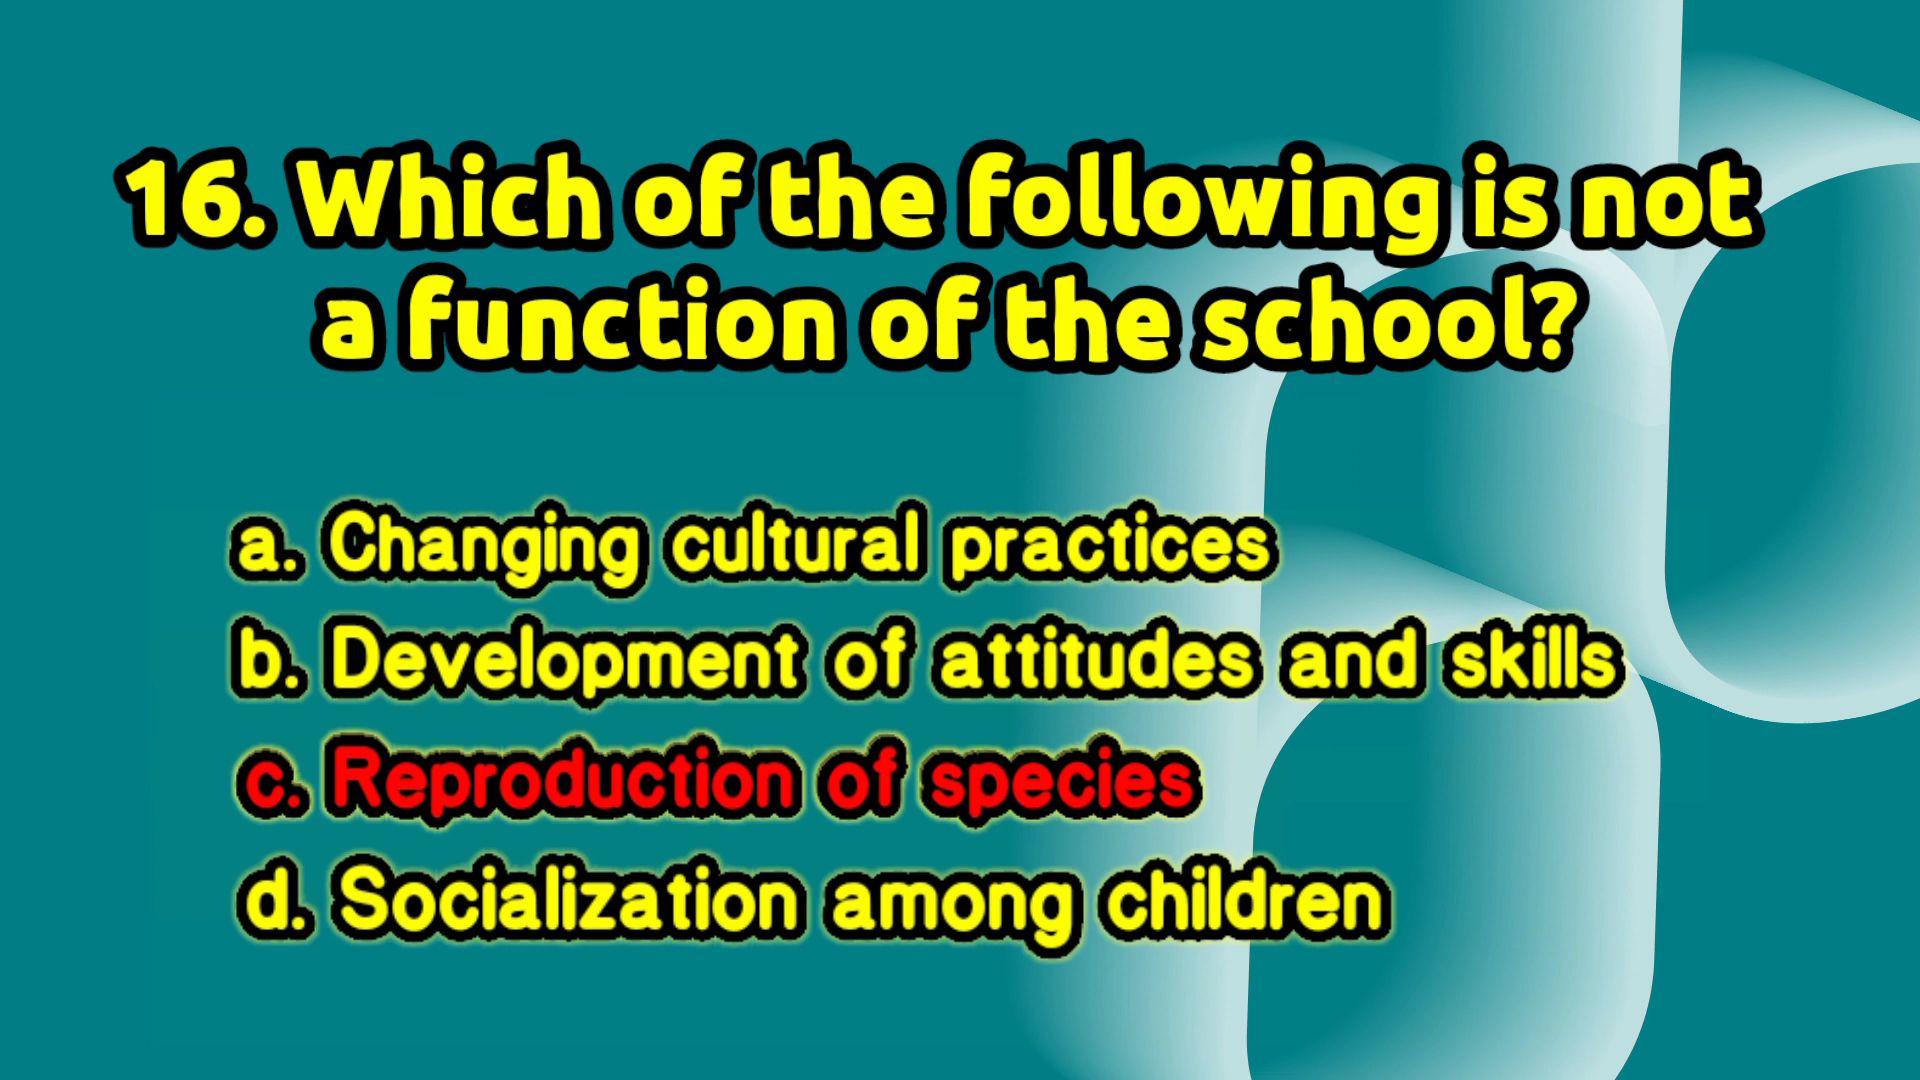 16. Which of the following is not
a function of the school?
a. Changing cultural practices
b. Development of attitudes and skills
c. Reproduction of species
d. Socialization among children